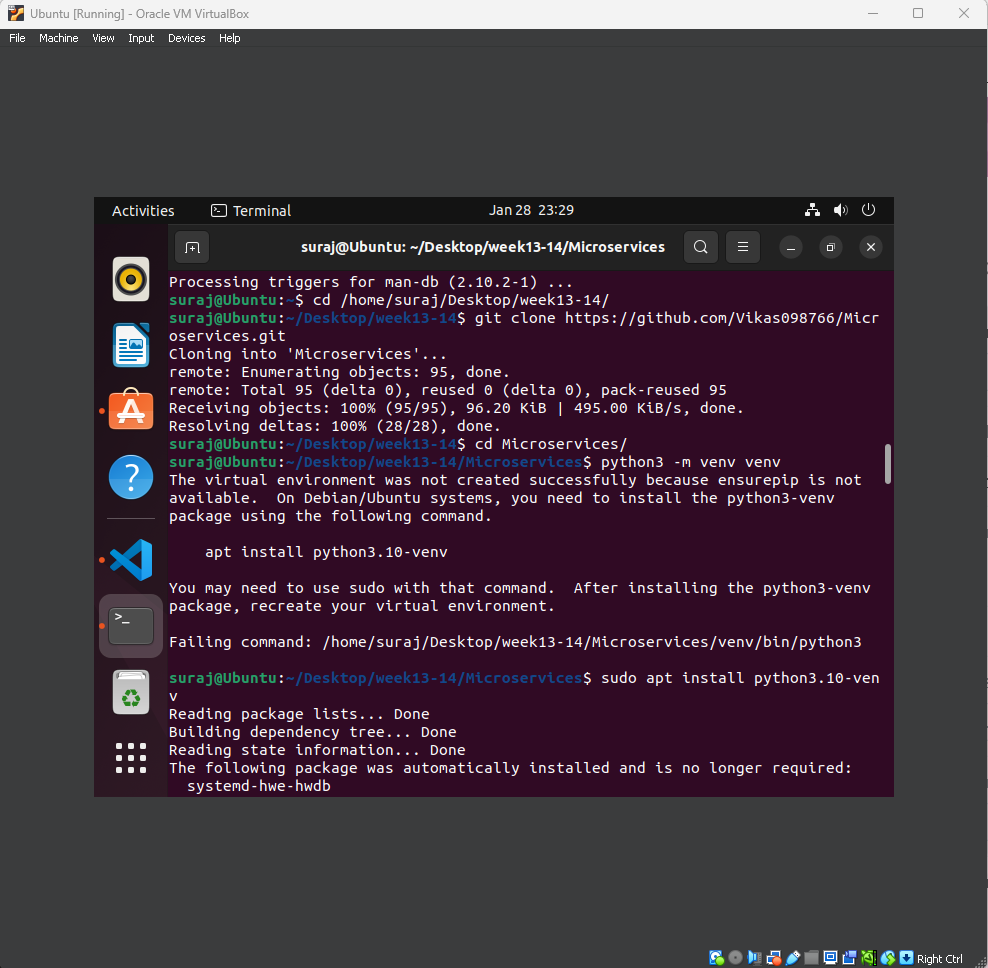 Ubuntu [Running] - Oracle VM VirtualBox
File Machine View Input Devices Help
Activities Terminal Jan 28 23:29
suraj@Ubuntu: ~/Desktop/week13-14/Microservices
Processing triggers for man-db (2.10.2-1) ...
suraj@Ubuntu:~$ cd /home/suraj/Desktop/week13-14/
suraj@Ubuntu:~/Desktop/week13-14$ git clone https://github.com/Vikas098766/Micr
oservices.git
Cloning into 'Microservices'...
remote: Enumerating objects: 95, done.
remote: Total 95 (delta 0), reused 0 (delta 0), pack-reused 95
Receiving objects: 100% (95/95), 96.20 KiB | 495.00 KiB/s, done.
Resolving deltas: 100% (28/28), done.
suraj@Ubuntu:~/Desktop/week13-14$ cd Microservices/
suraj@Ubuntu:~/Desktop/week13-14/Microservices$ python3 -m venv venv
The virtual environment was not created successfully because ensurepip is not
available.  On Debian/Ubuntu systems, you need to install the python3-venv
package using the following command.
    apt install python3.10-venv
You may need to use sudo with that command.  After installing the python3-venv
package, recreate your virtual environment.
Failing command: /home/suraj/Desktop/week13-14/Microservices/venv/bin/python3
suraj@Ubuntu:~/Desktop/week13-14/Microservices$ sudo apt install python3.10-ven
v
Reading package lists... Done
Building dependency tree... Done
Reading state information... Done
The following package was automatically installed and is no longer required:
  systemd-hwe-hwdb
Right Ctrl